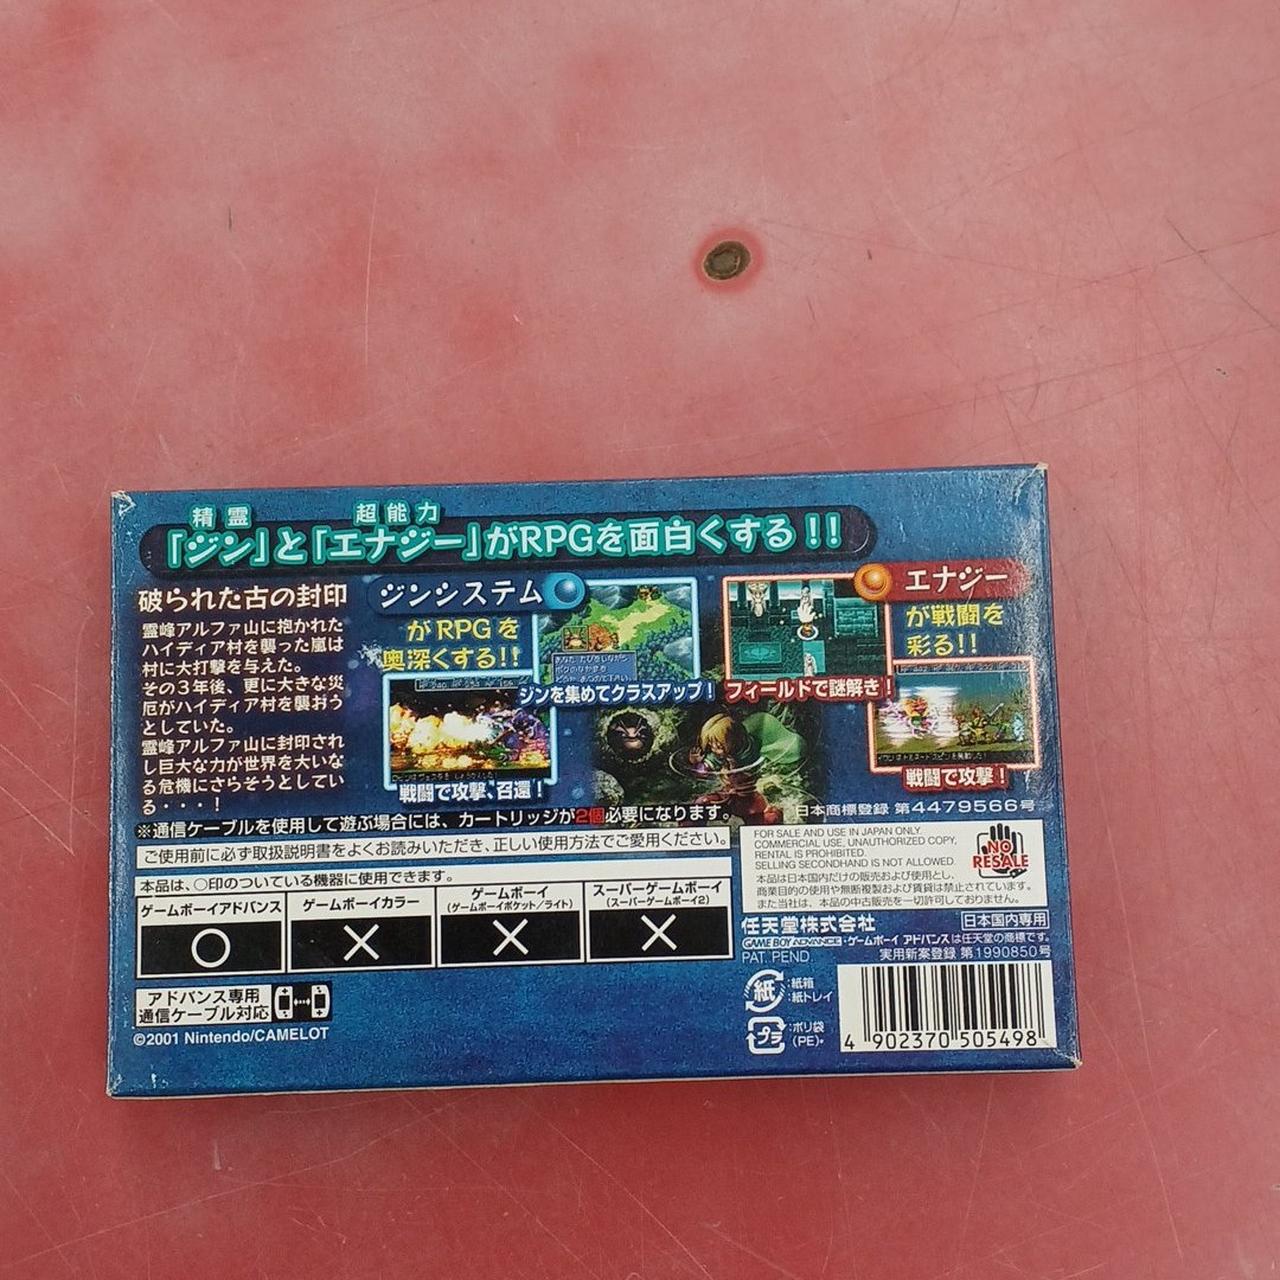 精霊 超能力
「ジン」と「エナジー」がRPGを面白くする!!
破られた古の封印
霊峰アルファ山に抱かれた
ハイディア村を襲った嵐は
村に大打撃を与えた。
その3年後、更に大きな災
厄がハイディア村を襲おう
としていた。
霊峰アルファ山に封印され
し巨大な力が世界を大いな
る危機にさらそうとしてい
る・・・!
ジンシステム
がRPGを
奥深くする!!
ジンを集めてクラスアップ!
戦闘で攻撃、召還!
エナジー
が戦闘を
彩る!!
フィールドで謎解き!
戦闘で攻撃!
日本商標登録 第4479566号
※通信ケーブルを使用して遊ぶ場合には、カートリッジが2個必要になります。
ご使用前に必ず取扱説明書をよくお読みいただき、正しい使用方法でご愛用ください。
本品は、○印のついている機器に使用できます。
ゲームボーイアドバンス ゲームボーイカラー ゲームボーイ スーパーゲームボーイ
(ゲームボーイポケット/ライト) (スーパーゲームボーイ2)
○ × × ×
アドバンス専用
通信ケーブル対応
©2001 Nintendo/CAMELOT
FOR SALE AND USE IN JAPAN ONLY.
COMMERCIAL USE, UNAUTHORIZED COPY,
RENTAL IS PROHIBITED.
SELLING SECONDHAND IS NOT ALLOWED.
本品は日本国内だけの販売および使用とし、
商業目的の使用や無断複製および賃貸は禁止されています。
また当社は、本品の中古販売を一切許可しておりません。
NO
RESALE
任天堂株式会社 日本国内専用
GAME BOY ADVANCE・ゲームボーイ アドバンスは任天堂の商標です。
PAT. PEND. 実用新案登録 第1990850号
紙 :紙箱
:紙トレイ
プラ :ポリ袋
(PE)
4 902370 505498